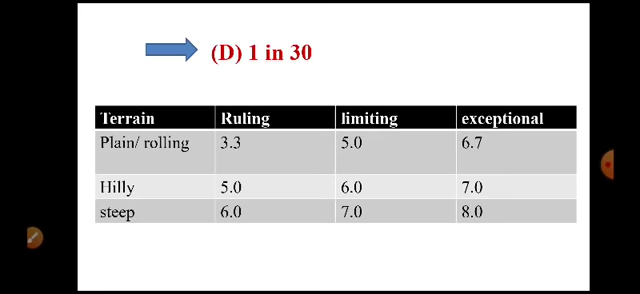 (D) 1 in 30
Terrain Ruling limiting exceptional
Plain/ rolling 3.3 5.0 6.7
Hilly 5.0 6.0 7.0
steep 6.0 7.0 8.0